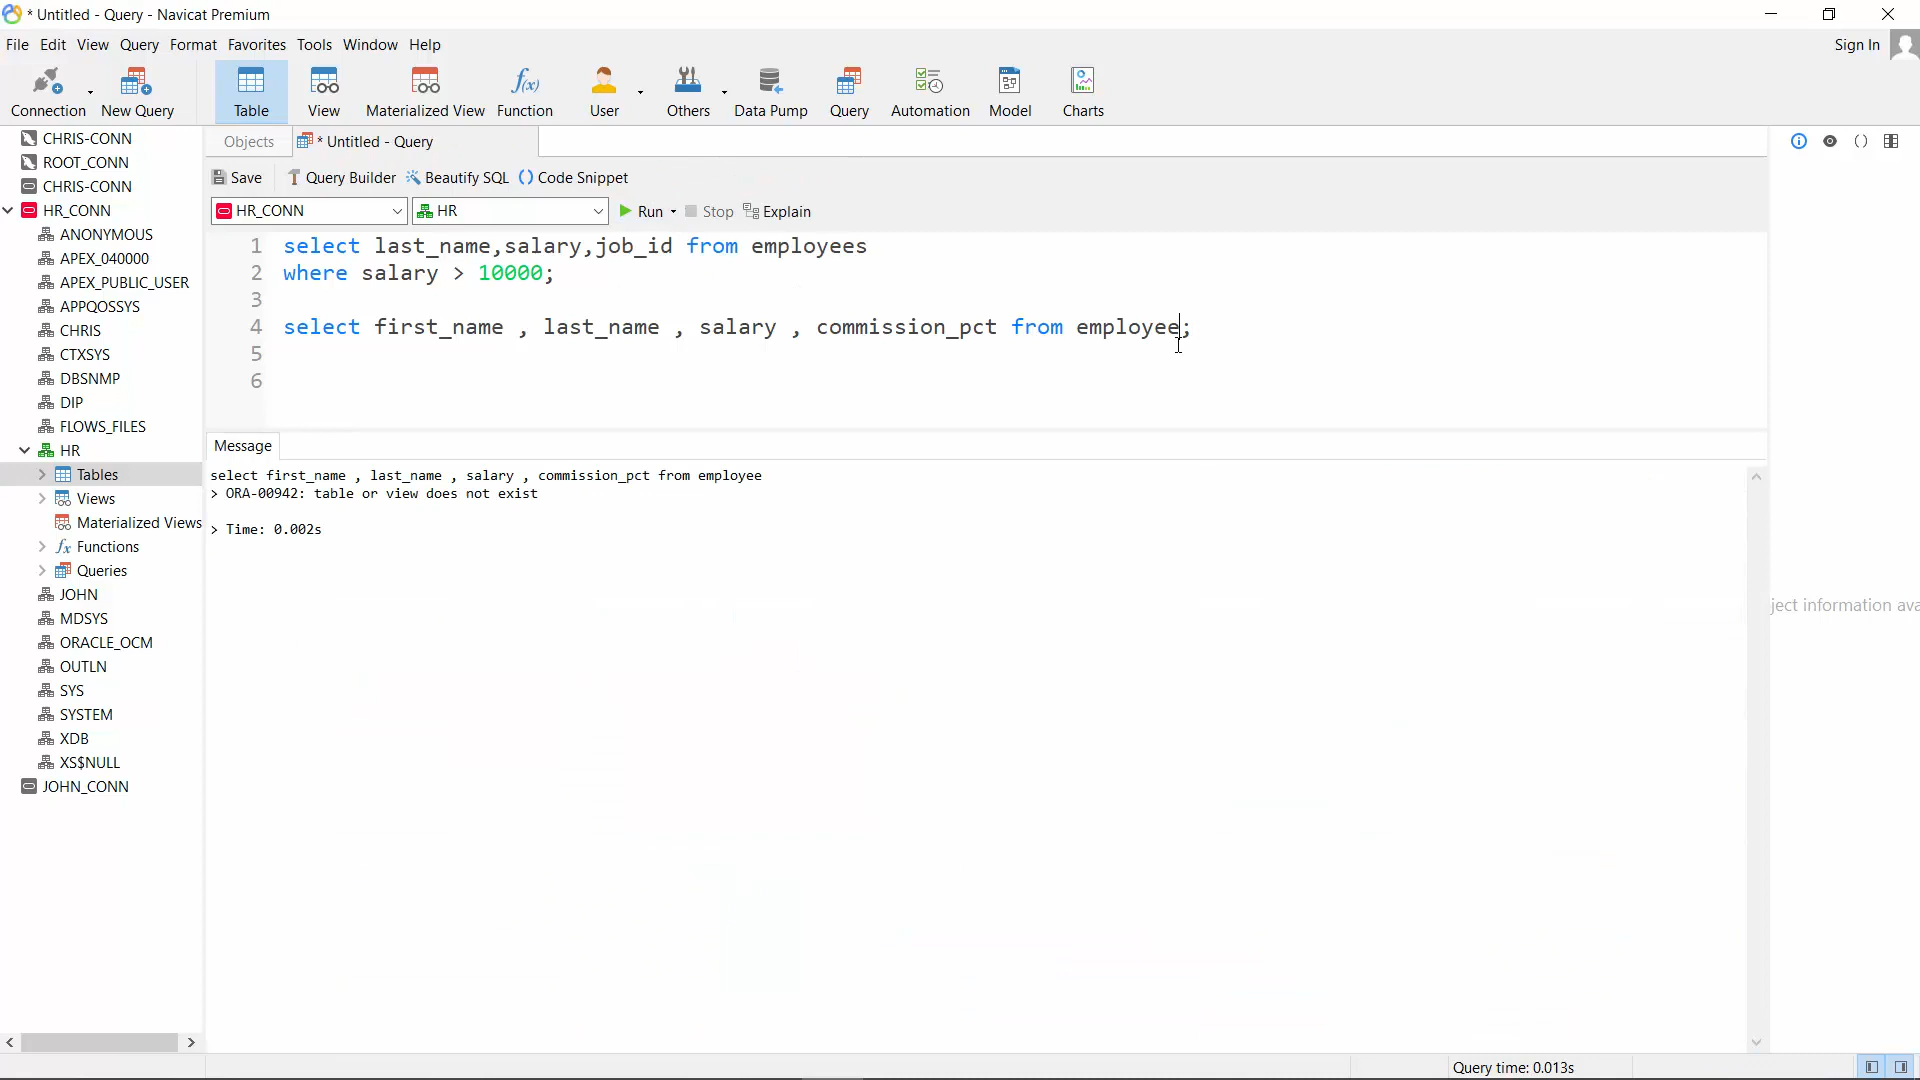 * Untitled - Query - Navicat Premium
File Edit View Query Format Favorites Tools Window Help
Sign In
Connection New Query Table View Materialized View Function User Others Data Pump Query Automation Model Charts
CHRIS-CONN
ROOT_CONN
CHRIS-CONN
HR_CONN
ANONYMOUS
APEX_040000
APEX_PUBLIC_USER
APPQOSSYS
CHRIS
CTXSYS
DBSNMP
DIP
FLOWS_FILES
HR
Tables
Views
Materialized Views
Functions
Queries
JOHN
MDSYS
ORACLE_OCM
OUTLN
SYS
SYSTEM
XDB
XS$NULL
JOHN_CONN
Objects * Untitled - Query
Save Query Builder Beautify SQL () Code Snippet
HR_CONN HR Run Stop Explain
1 select last_name,salary,job_id from employees
2 where salary > 10000;
3
4 select first_name , last_name , salary , commission_pct from employee;
5
6
Message
select first_name , last_name , salary , commission_pct from employee
> ORA-00942: table or view does not exist
> Time: 0.002s
ject information ava
Query time: 0.013s